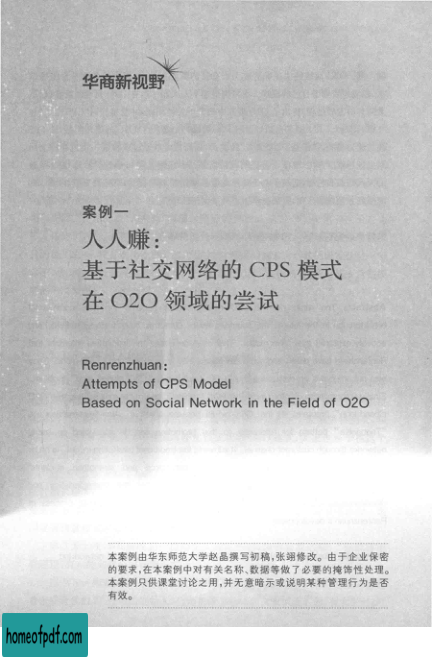 华商新视野
案例一
人人赚：
基于社交网络的 CPS 模式
在 O2O 领域的尝试
Renrenzhuan：
Attempts of CPS Model
Based on Social Network in the Field of O2O
本案例由华东师范大学赵晶撰写初稿，张翊修改。由于企业保密
的要求，在本案例中对有关名称、数据等做了必要的掩饰性处理。
本案例只供课堂讨论之用，并无意暗示或说明某种管理行为是否
有效。
homeofpdf.com